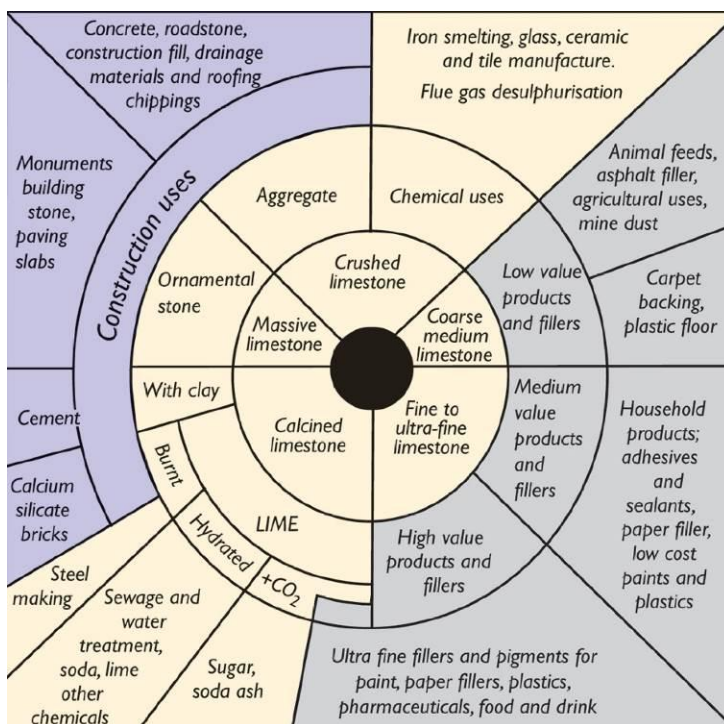 Concrete, roadstone,
construction fill, drainage
materials and roofing
chippings
Iron smelting, glass, ceramic
and tile manufacture.
Flue gas desulphurisation
Monuments
building
stone,
paving
slabs
Construction uses
Aggregate
Chemical uses
Animal feeds,
asphalt filler,
agricultural uses,
mine dust
Ornamental
stone
Crushed
limestone
Low value
products
and fillers
Carpet
backing,
plastic floor
Massive
limestone
Coarse
medium
limestone
With clay
Cement
Calcined
limestone
Fine to
ultra-fine
limestone
Medium
value
products
and
fillers
Household
products;
adhesives
and
sealants,
paper filler,
low cost
paints and
plastics
Calcium
silicate
bricks
Burnt
LIME
Hydrated
+CO₂
High value
products and
fillers
Steel
making
Sewage and
water
treatment,
soda, lime
other
chemicals
Sugar,
soda ash
Ultra fine fillers and pigments for
paint, paper fillers, plastics,
pharmaceuticals, food and drink